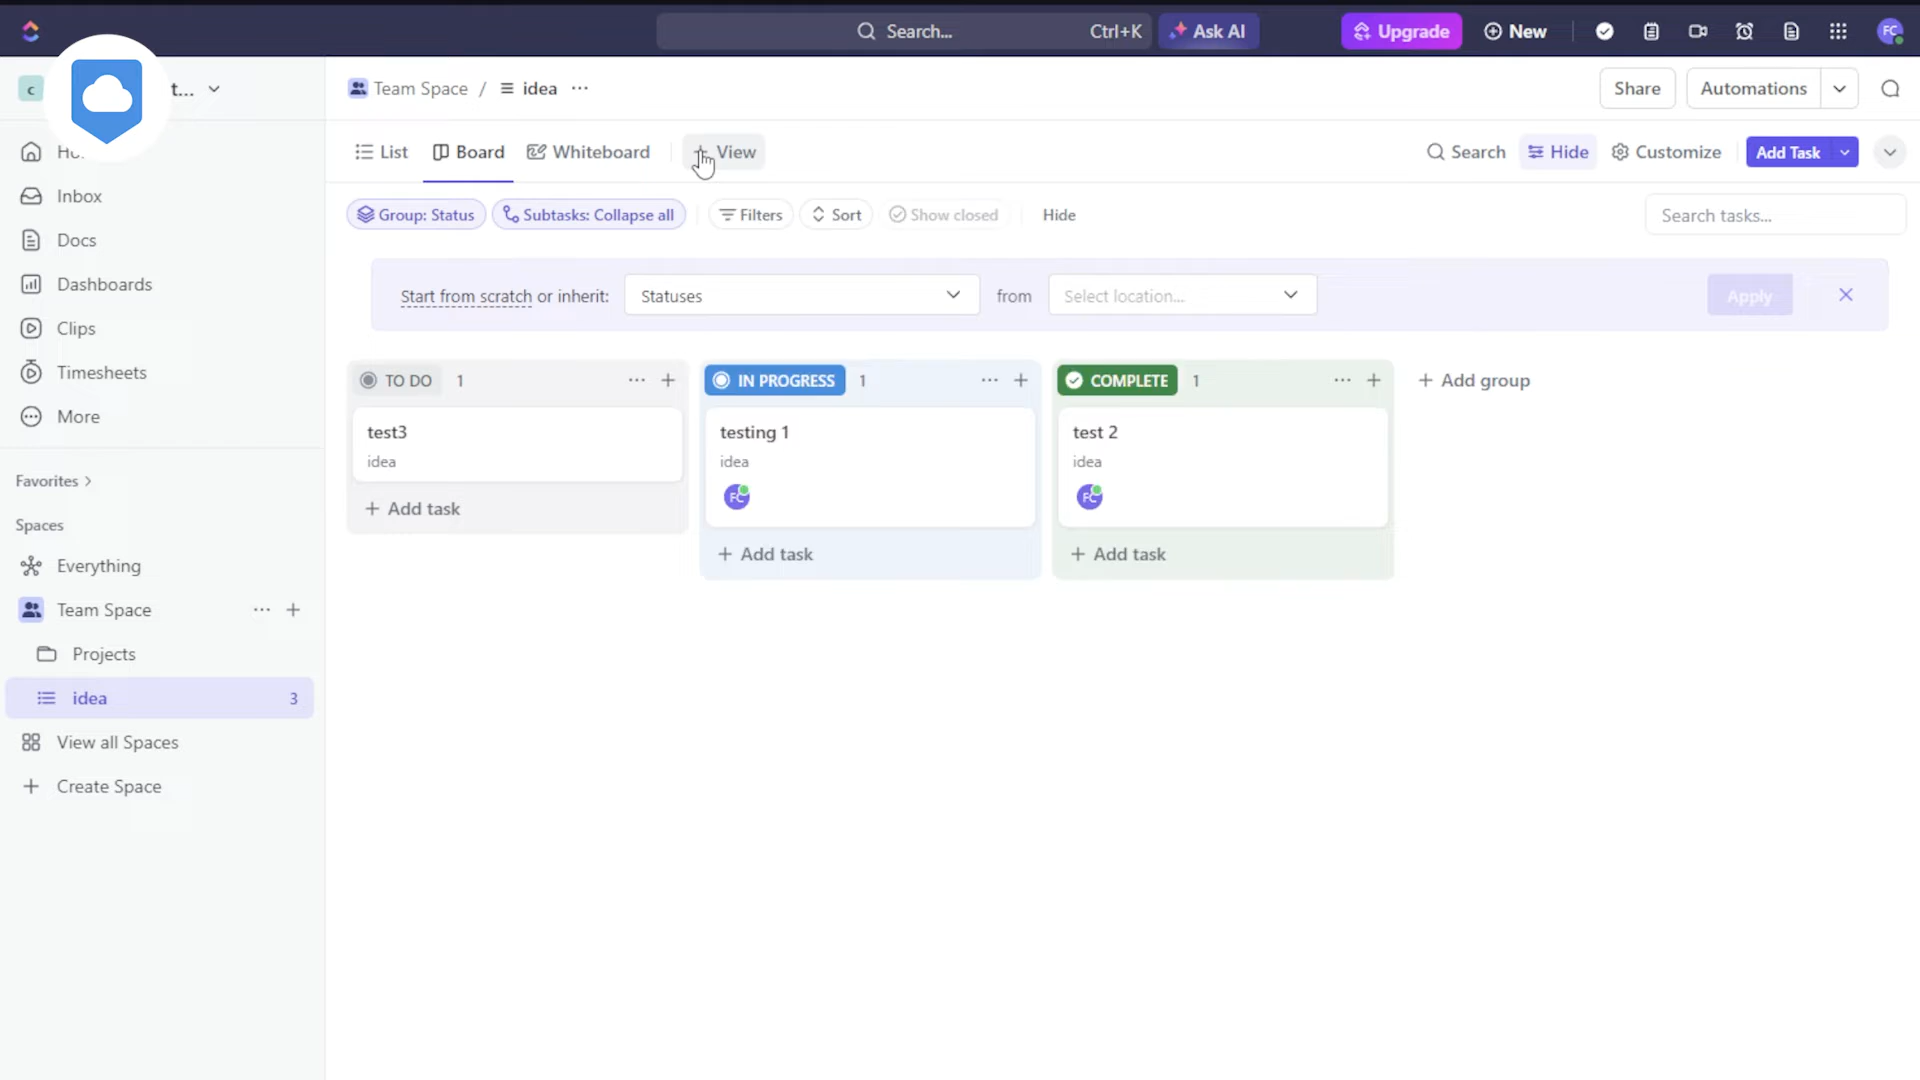 Search... Ctrl+K
Ask AI
Upgrade
New
FC
c
t...
Team Space / idea ...
Share
Automations
List
Board
Whiteboard
View
Search
Hide
Customize
Add Task
Group: Status
Subtasks: Collapse all
Filters
Sort
Show closed
Hide
Search tasks...
Start from scratch or inherit:
Statuses
from
Select location...
Apply
Inbox
Docs
Dashboards
Clips
Timesheets
More
Favorites
Spaces
Everything
Team Space
Projects
idea 3
View all Spaces
Create Space
TO DO 1
test3
idea
+ Add task
IN PROGRESS 1
testing 1
idea
FC
+ Add task
COMPLETE 1
test 2
idea
FC
+ Add task
+ Add group